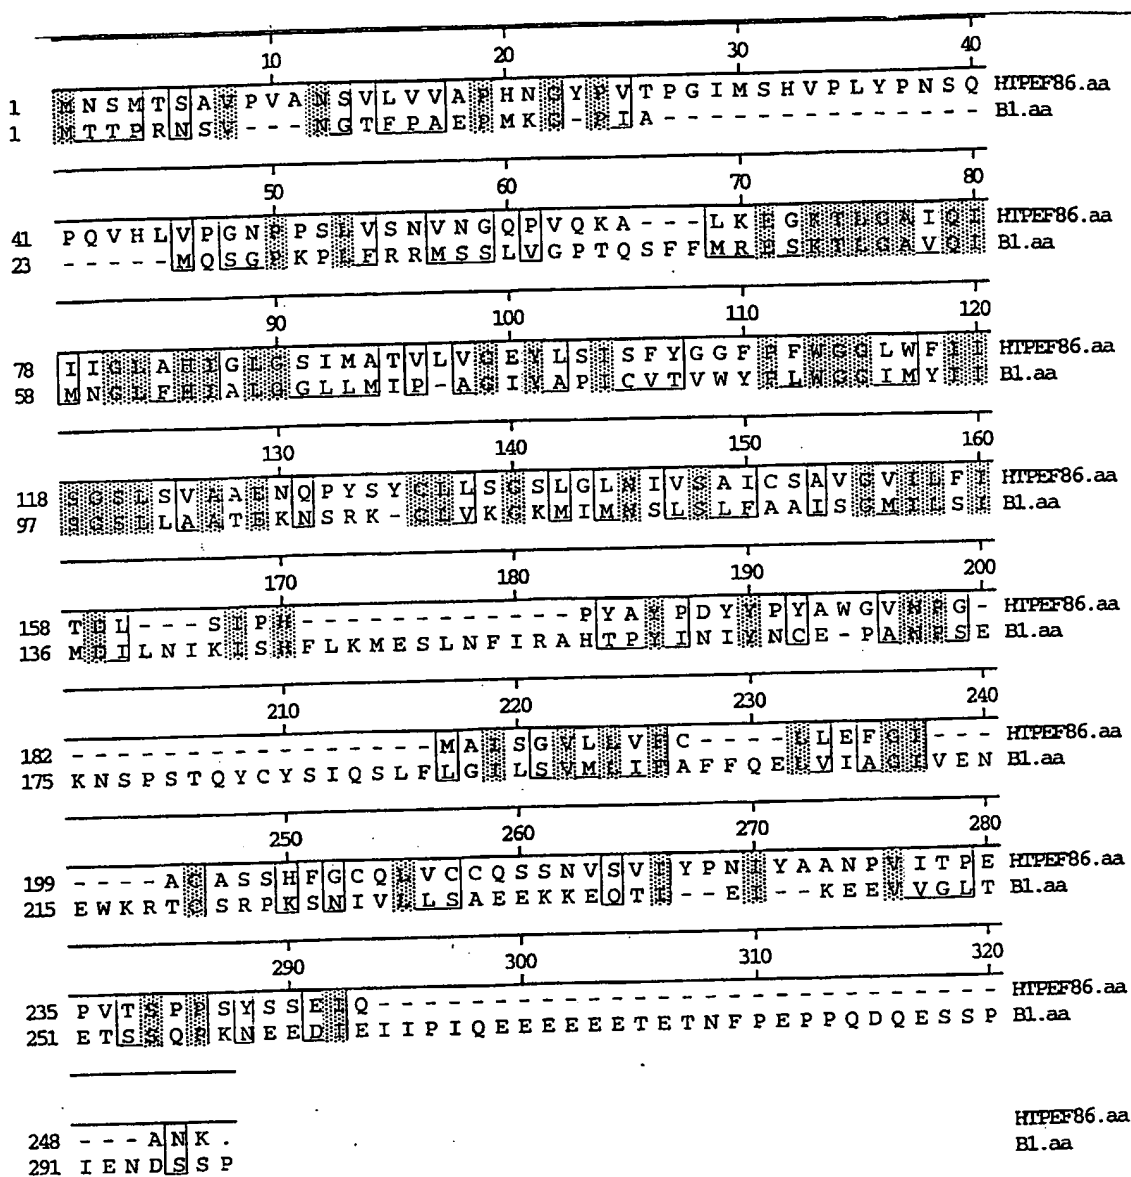 10 20 30 40
1 M N S M T S A V P V A N S V L V V A P H N G Y P V T P G I M S H V P L Y P N S Q HTPEF86.aa
1 M T T P R N S V - - - N G T F P A E P M K G - P I A - - - - - - - - - - - - - - B1.aa
50 60 70 80
41 P Q V H L V P G N P P S L V S N V N G Q P V Q K A - - - L K E G K T L G A I Q I HTPEF86.aa
23 - - - - - M Q S G P K P L F R R M S S L V G P T Q S F F M R E S K T L G A V Q I B1.aa
90 100 110 120
78 I I G L A H I G L G S I M A T V L V G E Y L S I S F Y G G F P F W G G L W F I I HTPEF86.aa
58 M N G L F H I A L G G L L M I P - A G I Y A P I C V T V W Y P L W G G I M Y I I B1.aa
130 140 150 160
118 S G S L S V A A E N Q P Y S Y C L L S G S L G L N I V S A I C S A V G V I L F I HTPEF86.aa
97 S G S L L A A T E K N S R K - C L V K G K M I M N S L S L F A A I S G M I L S I B1.aa
170 180 190 200
158 T D L - - - S I P H - - - - - - - - - - - - P Y A Y P D Y Y P Y A W G V N P G - HTPEF86.aa
136 M D I L N I K I S H F L K M E S L N F I R A H T P Y I N I Y N C E - P A N P S E B1.aa
210 220 230 240
182 - - - - - - - - - - - - - - - - M A I S G V L L V F C - - - - L L E F G I - - - HTPEF86.aa
175 K N S P S T Q Y C Y S I Q S L F L G I L S V M L I F A F F Q E L V I A G I V E N B1.aa
250 260 270 280
199 - - - - A G A S S H F G C Q L V C C Q S S N V S V I Y P N I Y A A N P V I T P E HTPEF86.aa
215 E W K R T C S R P K S N I V L L S A E E K K E Q T I - - E I - - K E E V V G L T B1.aa
290 300 310 320
235 P V T S P P S Y S S E I Q - - - - - - - - - - - - - - - - - - - - - - - - - - - HTPEF86.aa
251 E T S S Q P K N E E D I E I I P I Q E E E E E E T E T N F P E P P Q D Q E S S P B1.aa
248 - - - A N K . HTPEF86.aa
291 I E N D S S P B1.aa